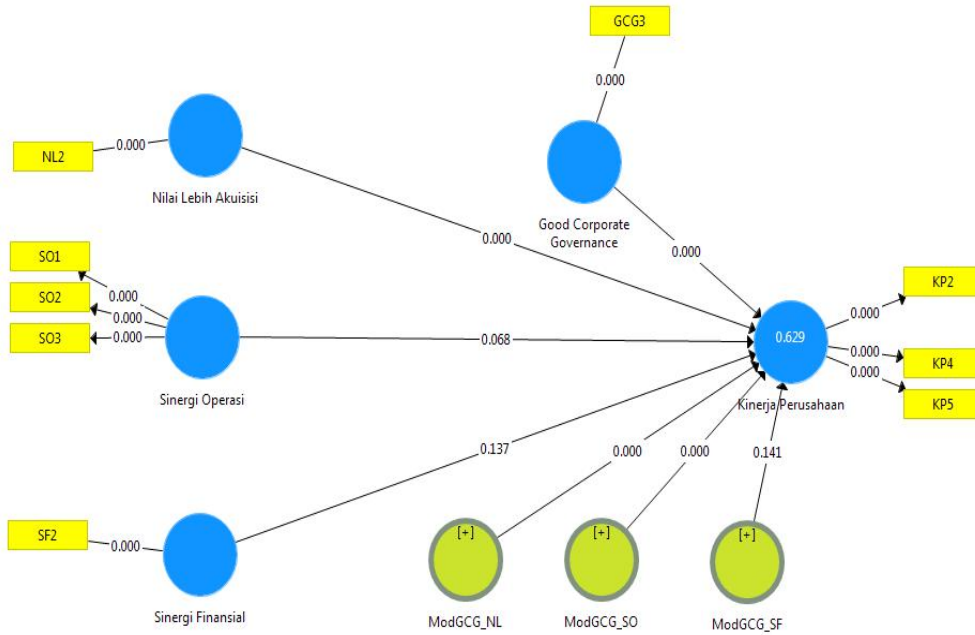 GCG3
0.000
NL2
0.000
Nilai Lebih Akuisisi
Good Corporate
Governance
0.000
0.000
SO1
SO2
SO3
0.000
0.000
0.000
Sinergi Operasi
0.068
0.629
Kinerja Perusahaan
0.000
0.000
0.000
KP2
KP4
KP5
0.137
0.000
0.000
0.141
SF2
0.000
Sinergi Finansial
[+]
[+]
[+]
ModGCG_NL
ModGCG_SO
ModGCG_SF